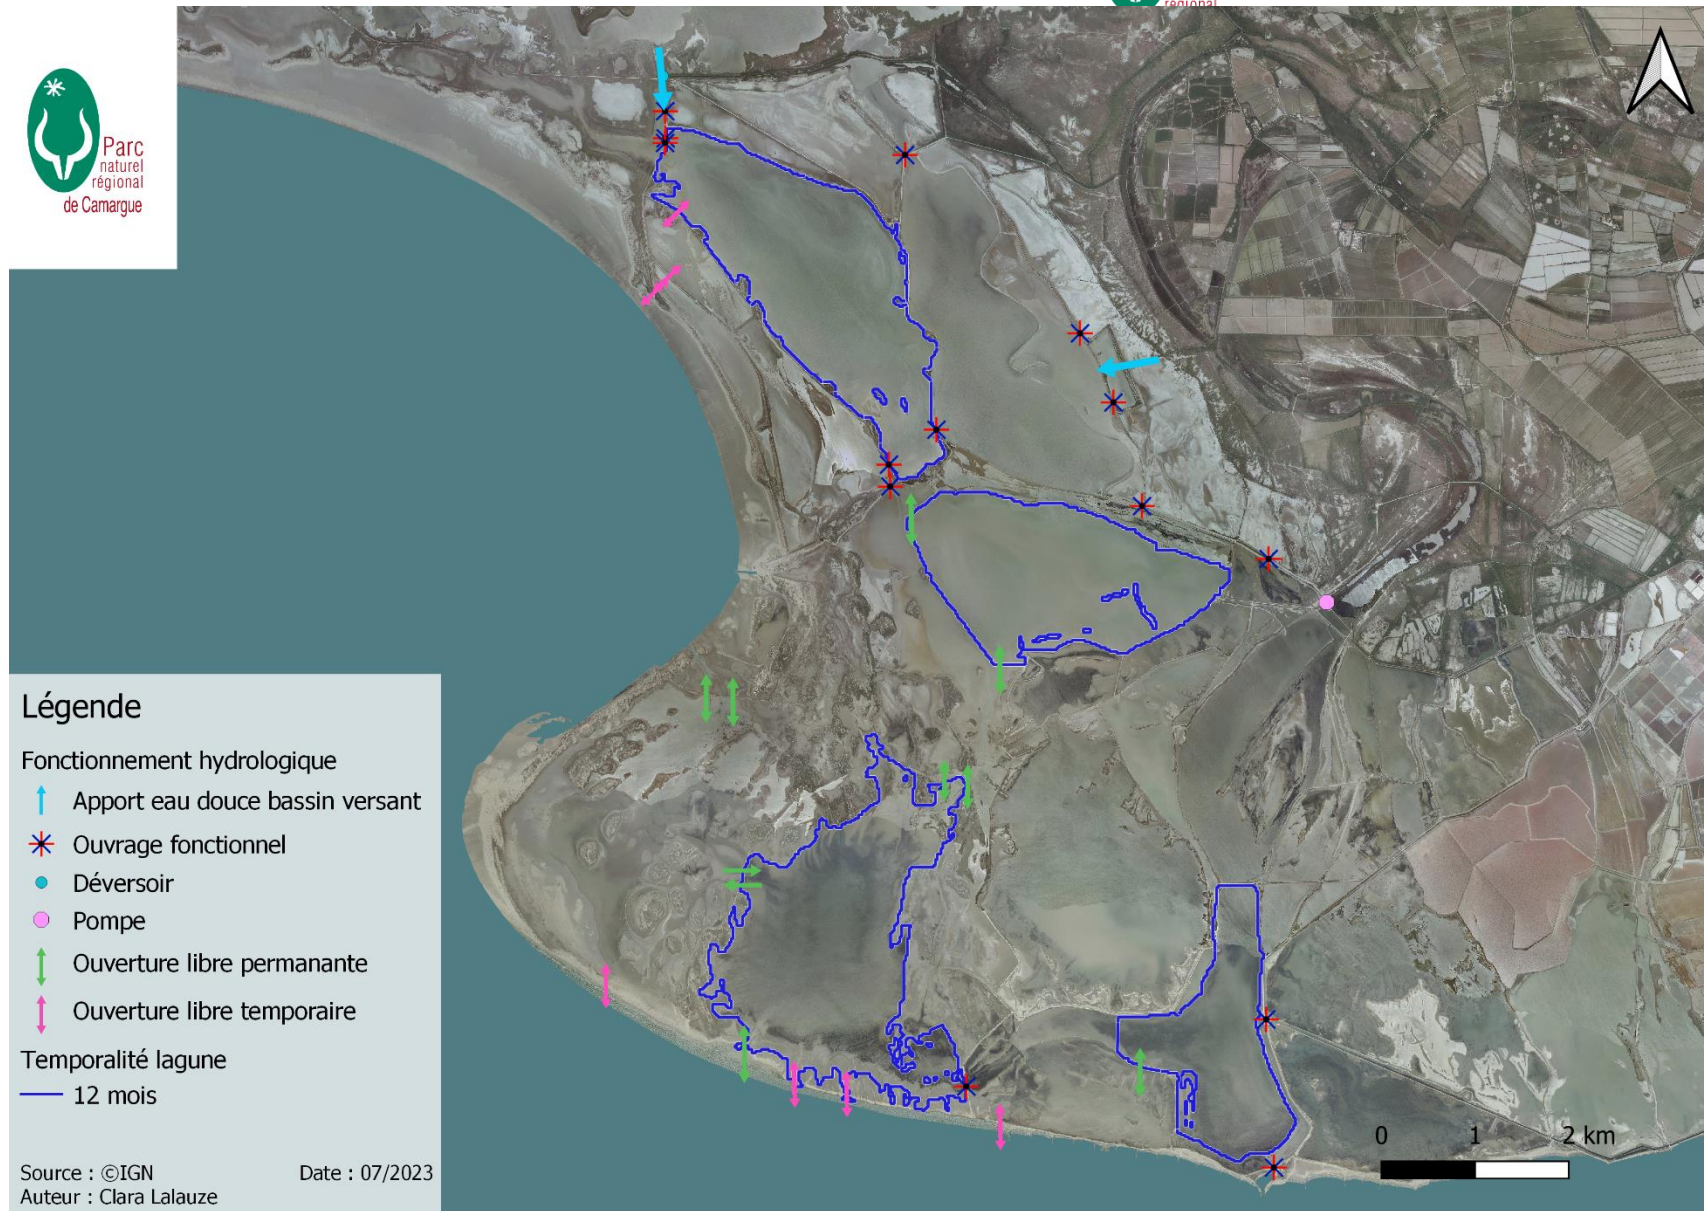 régional
Parc
naturel
régional
de Camargue
Légende
Fonctionnement hydrologique
Apport eau douce bassin versant
Ouvrage fonctionnel
Déversoir
Pompe
Ouverture libre permanante
Ouverture libre temporaire
Temporalité lagune
12 mois
Source : ©IGN Date : 07/2023
Auteur : Clara Lalauze
0 1 2 km